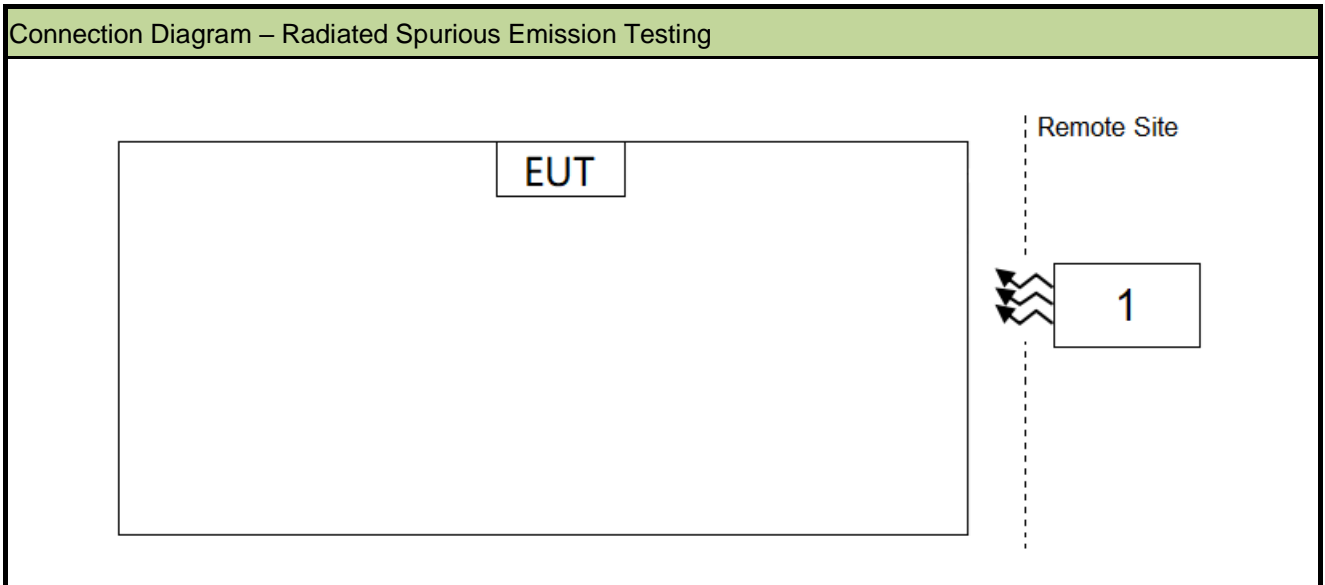 Connection Diagram – Radiated Spurious Emission Testing
Remote Site
EUT
1